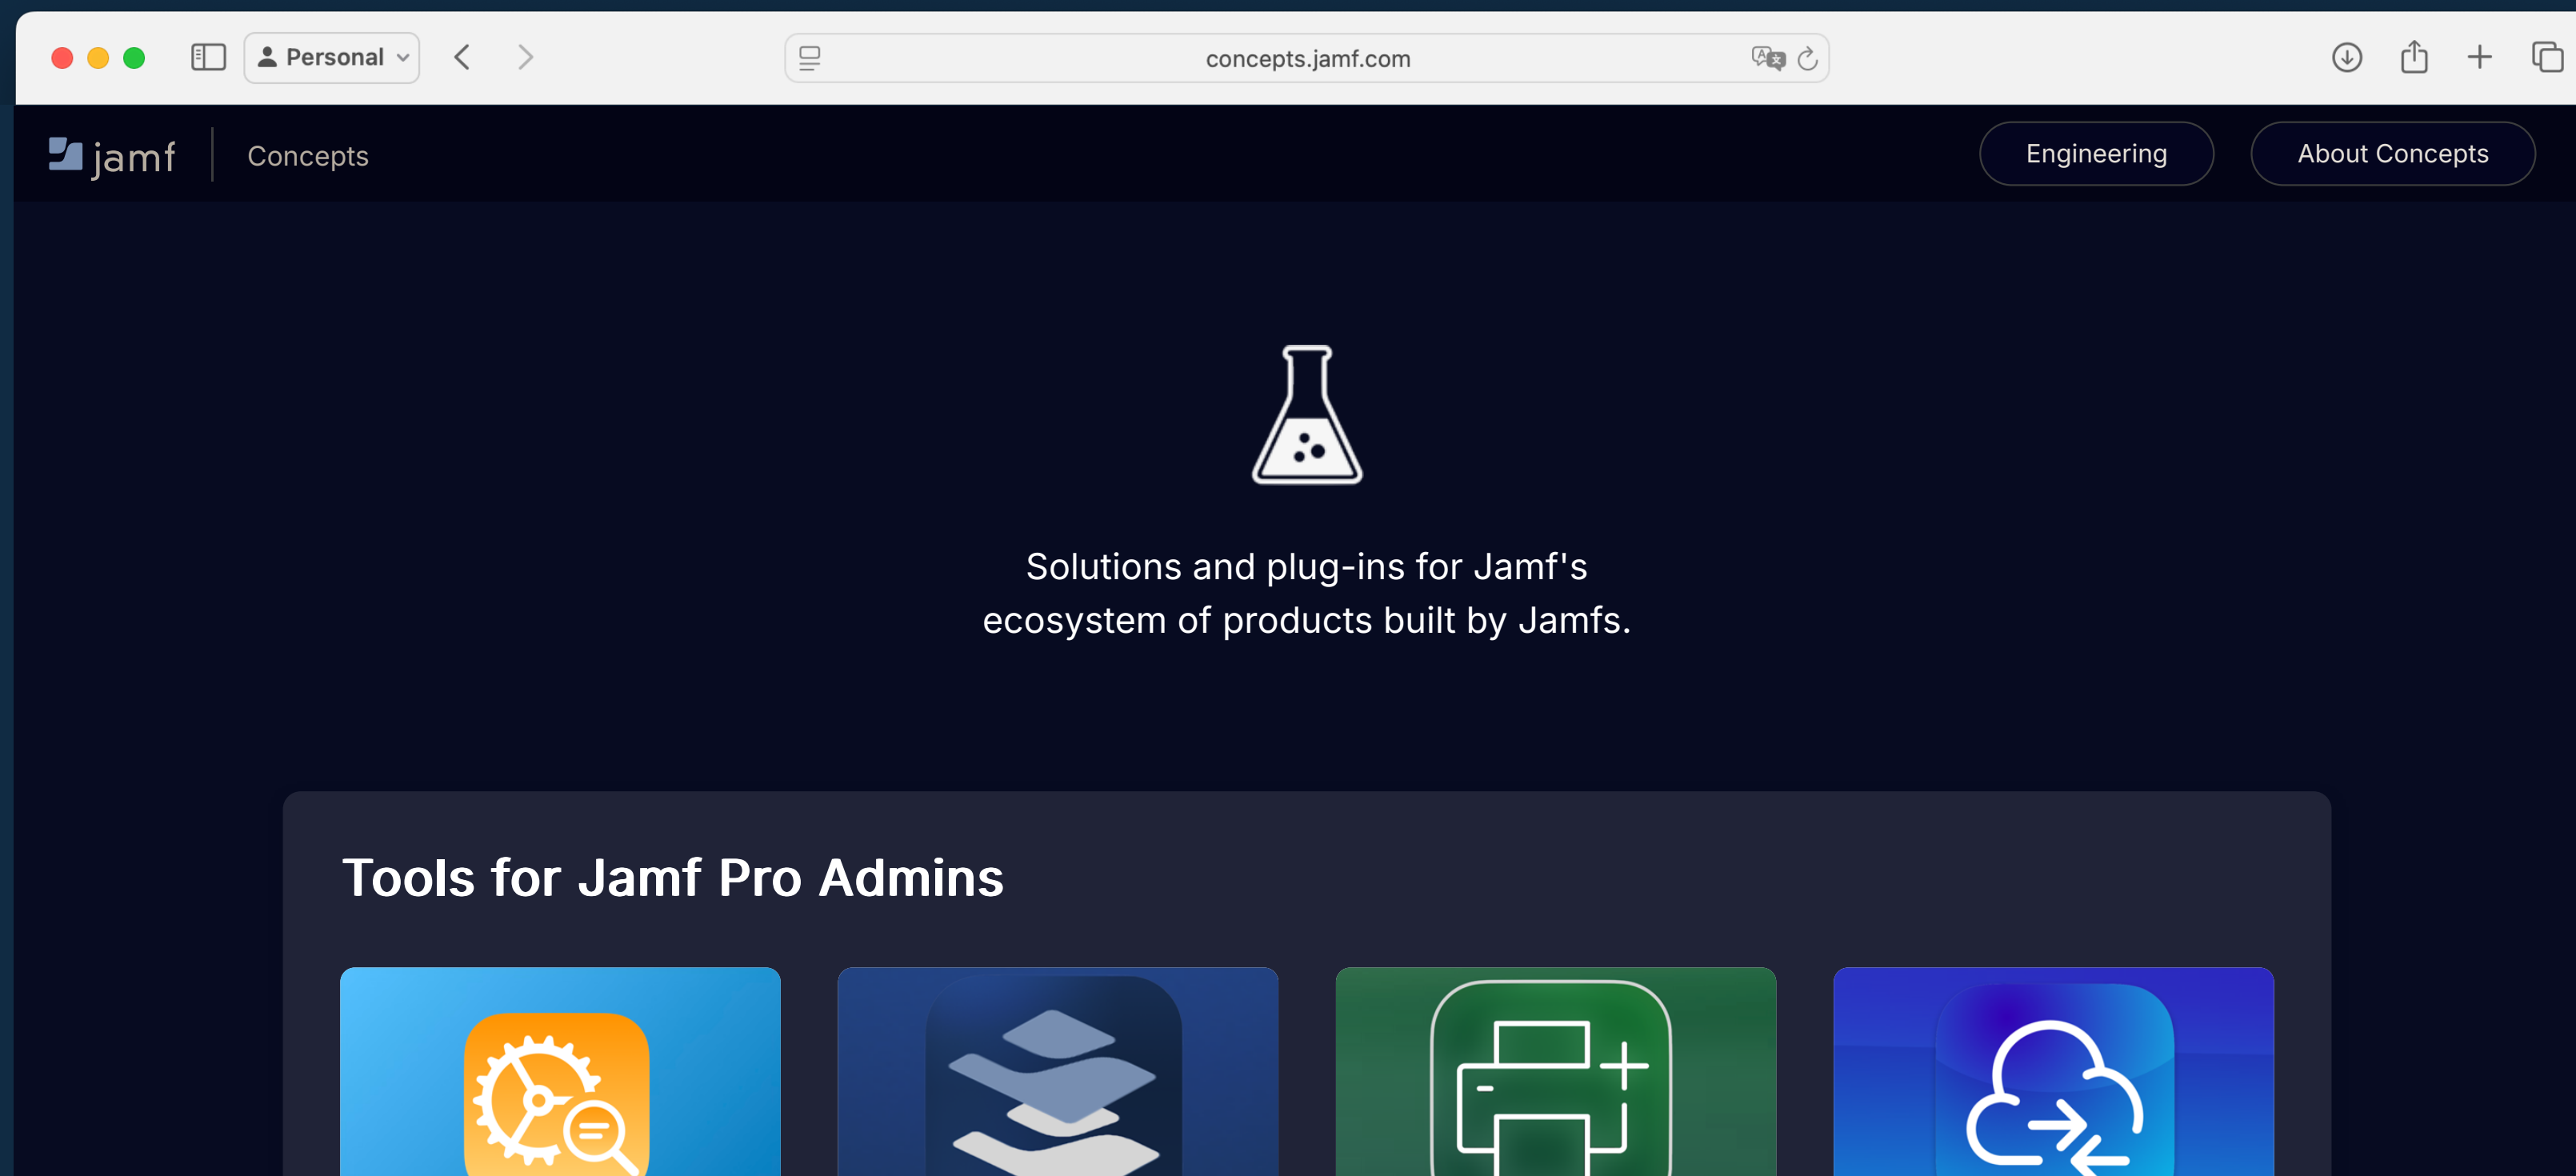 Personal
concepts.jamf.com
jamf
Concepts
Engineering
About Concepts
Solutions and plug-ins for Jamf's
ecosystem of products built by Jamfs.
Tools for Jamf Pro Admins